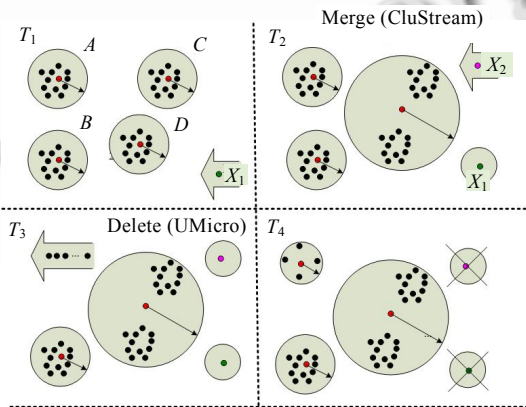 Merge (CluStream)
T1
A
C
B
D
X1
T2
X2
X1
T3
Delete (UMicro)
...
T4
...